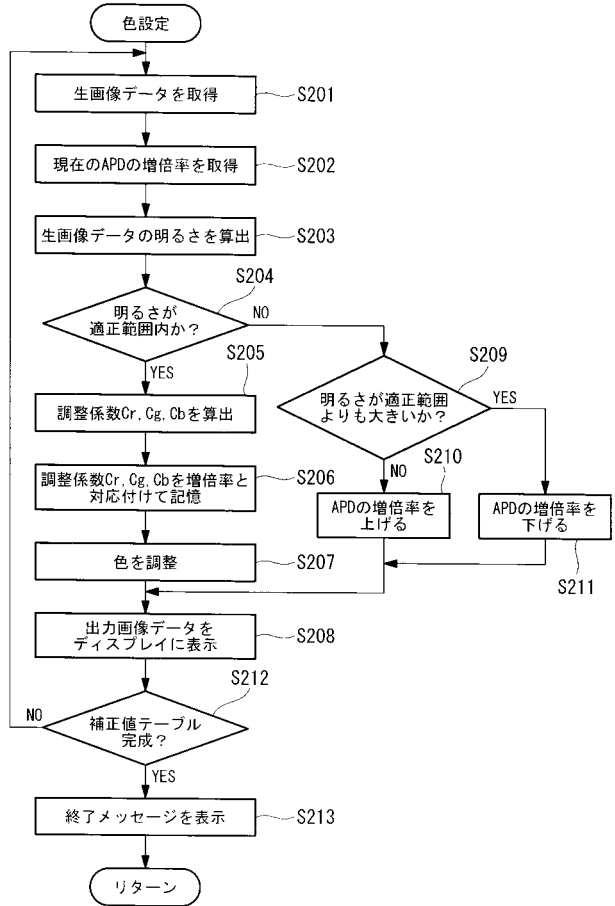 色設定
生画像データを取得
S201
現在のAPDの増倍率を取得
S202
生画像データの明るさを算出
S203
明るさが
適正範囲内か？
S204
NO
YES
調整係数Cr,Cg,Cbを算出
S205
調整係数Cr,Cg,Cbを増倍率と
対応付けて記憶
S206
色を調整
S207
明るさが適正範囲
よりも大きいか？
S209
YES
NO
APDの増倍率を
上げる
S210
APDの増倍率を
下げる
S211
出力画像データを
ディスプレイに表示
S208
補正値テーブル
完成？
S212
NO
YES
終了メッセージを表示
S213
リターン